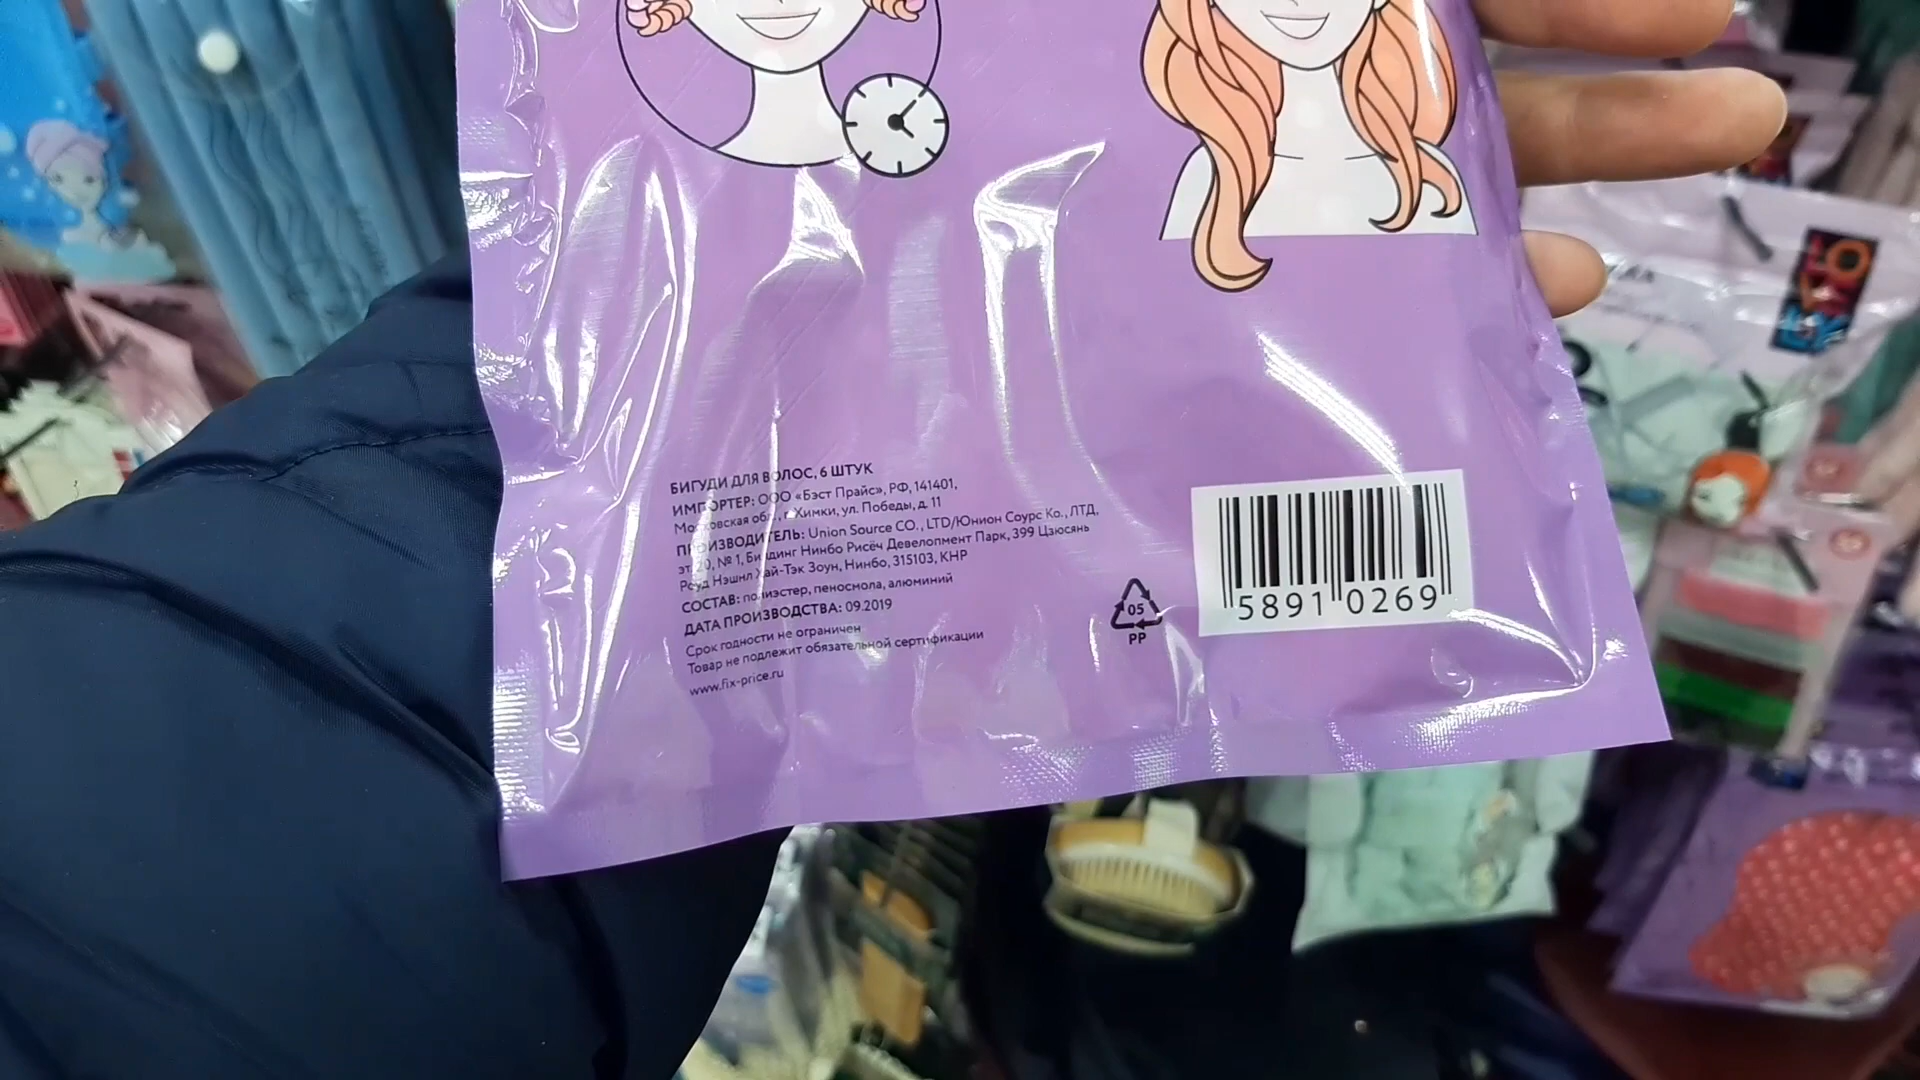 БИГУДИ ДЛЯ ВОЛОС, 6 ШТУК
ИМПОРТЕР: ООО «Бэст Прайс», РФ, 141401,
Московская обл., г. Химки, ул. Победы, д. 11
ПРОИЗВОДИТЕЛЬ: Union Source CO., LTD/Юнион Соурс Ко., ЛТД,
эт. 20, № 1, Билдинг Нинбо Рисёч Девелопмент Парк, 399 Цзюсянь
Роуд Нэшнл Хай-Тэк Зоун, Нинбо, 315103, КНР
СОСТАВ: полиэстер, пеносмола, алюминий
ДАТА ПРОИЗВОДСТВА: 09.2019
Срок годности не ограничен
Товар не подлежит обязательной сертификации
www.fix-price.ru
05
PP
5891 0269